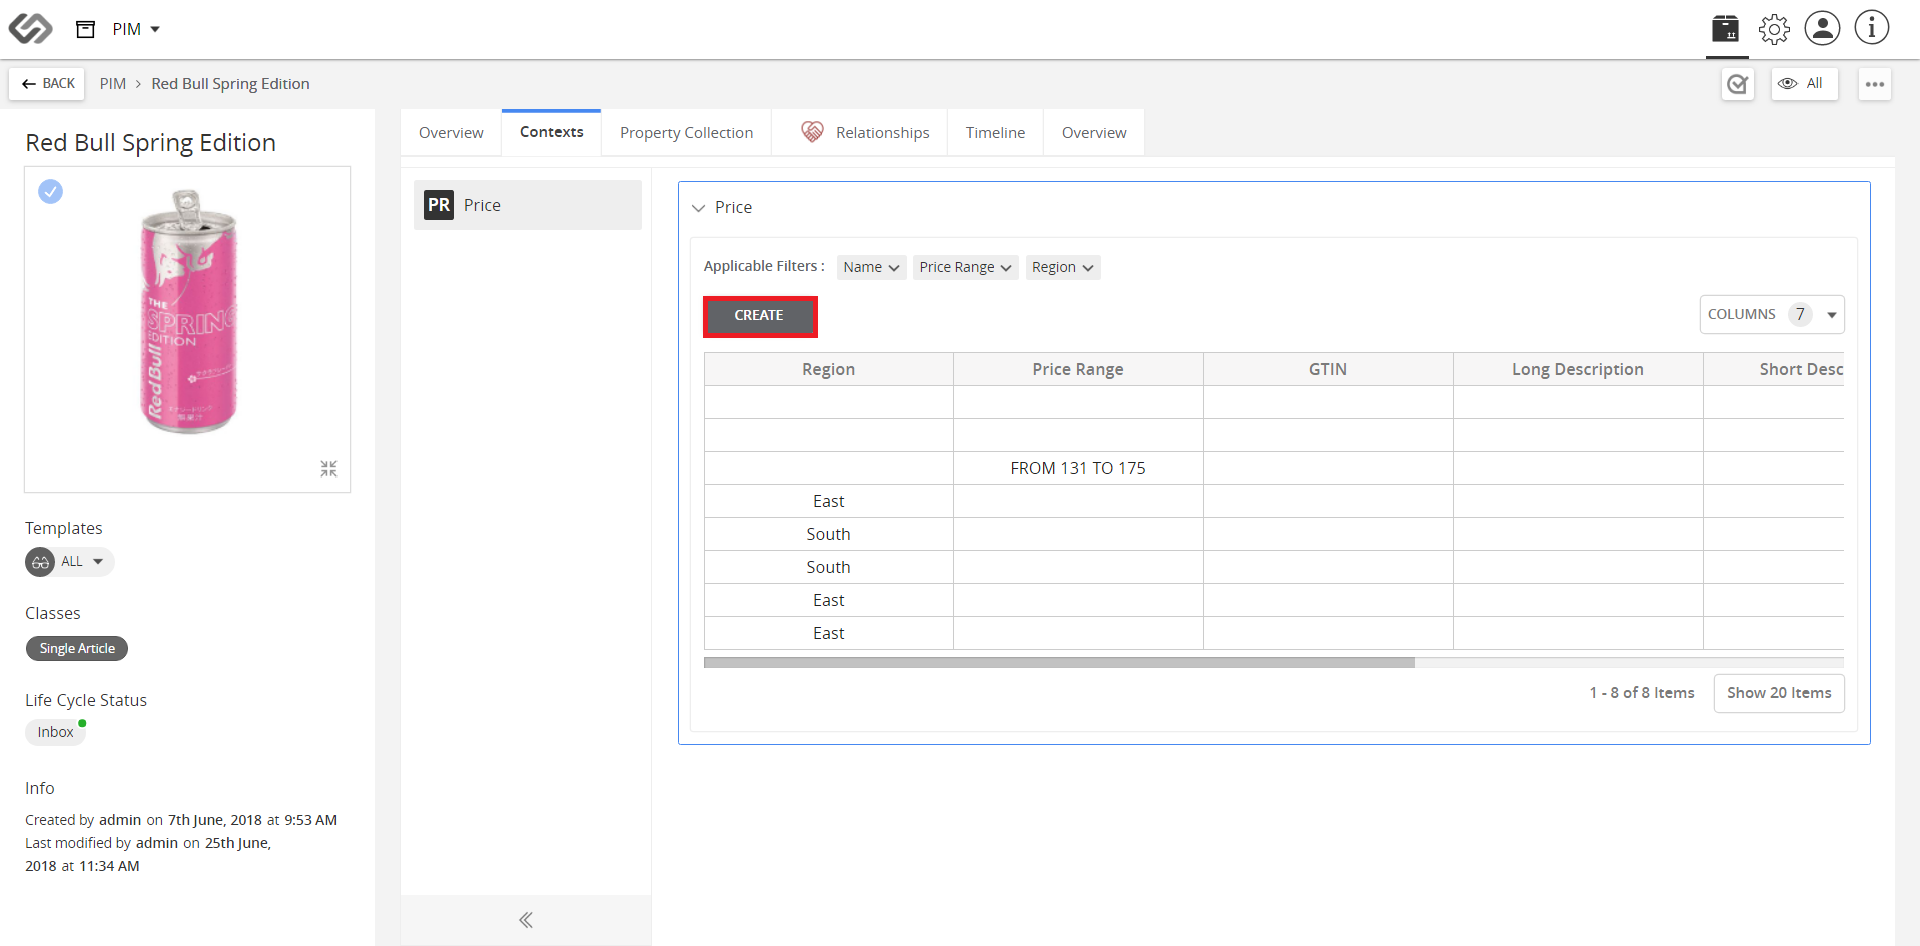 PIM
BACK
PIM > Red Bull Spring Edition
All
Red Bull Spring Edition
THE
SPRING
EDITION
Red Bull
Templates
ALL
Classes
Single Article
Life Cycle Status
Inbox
Info
Created by admin on 7th June, 2018 at 9:53 AM
Last modified by admin on 25th June,
2018 at 11:34 AM
Overview Contexts Property Collection Relationships Timeline Overview
PR Price
Price
Applicable Filters : Name Price Range Region
CREATE
COLUMNS 7
Region Price Range GTIN Long Description Short Desc
FROM 131 TO 175
East
South
South
East
East
1 - 8 of 8 Items Show 20 Items